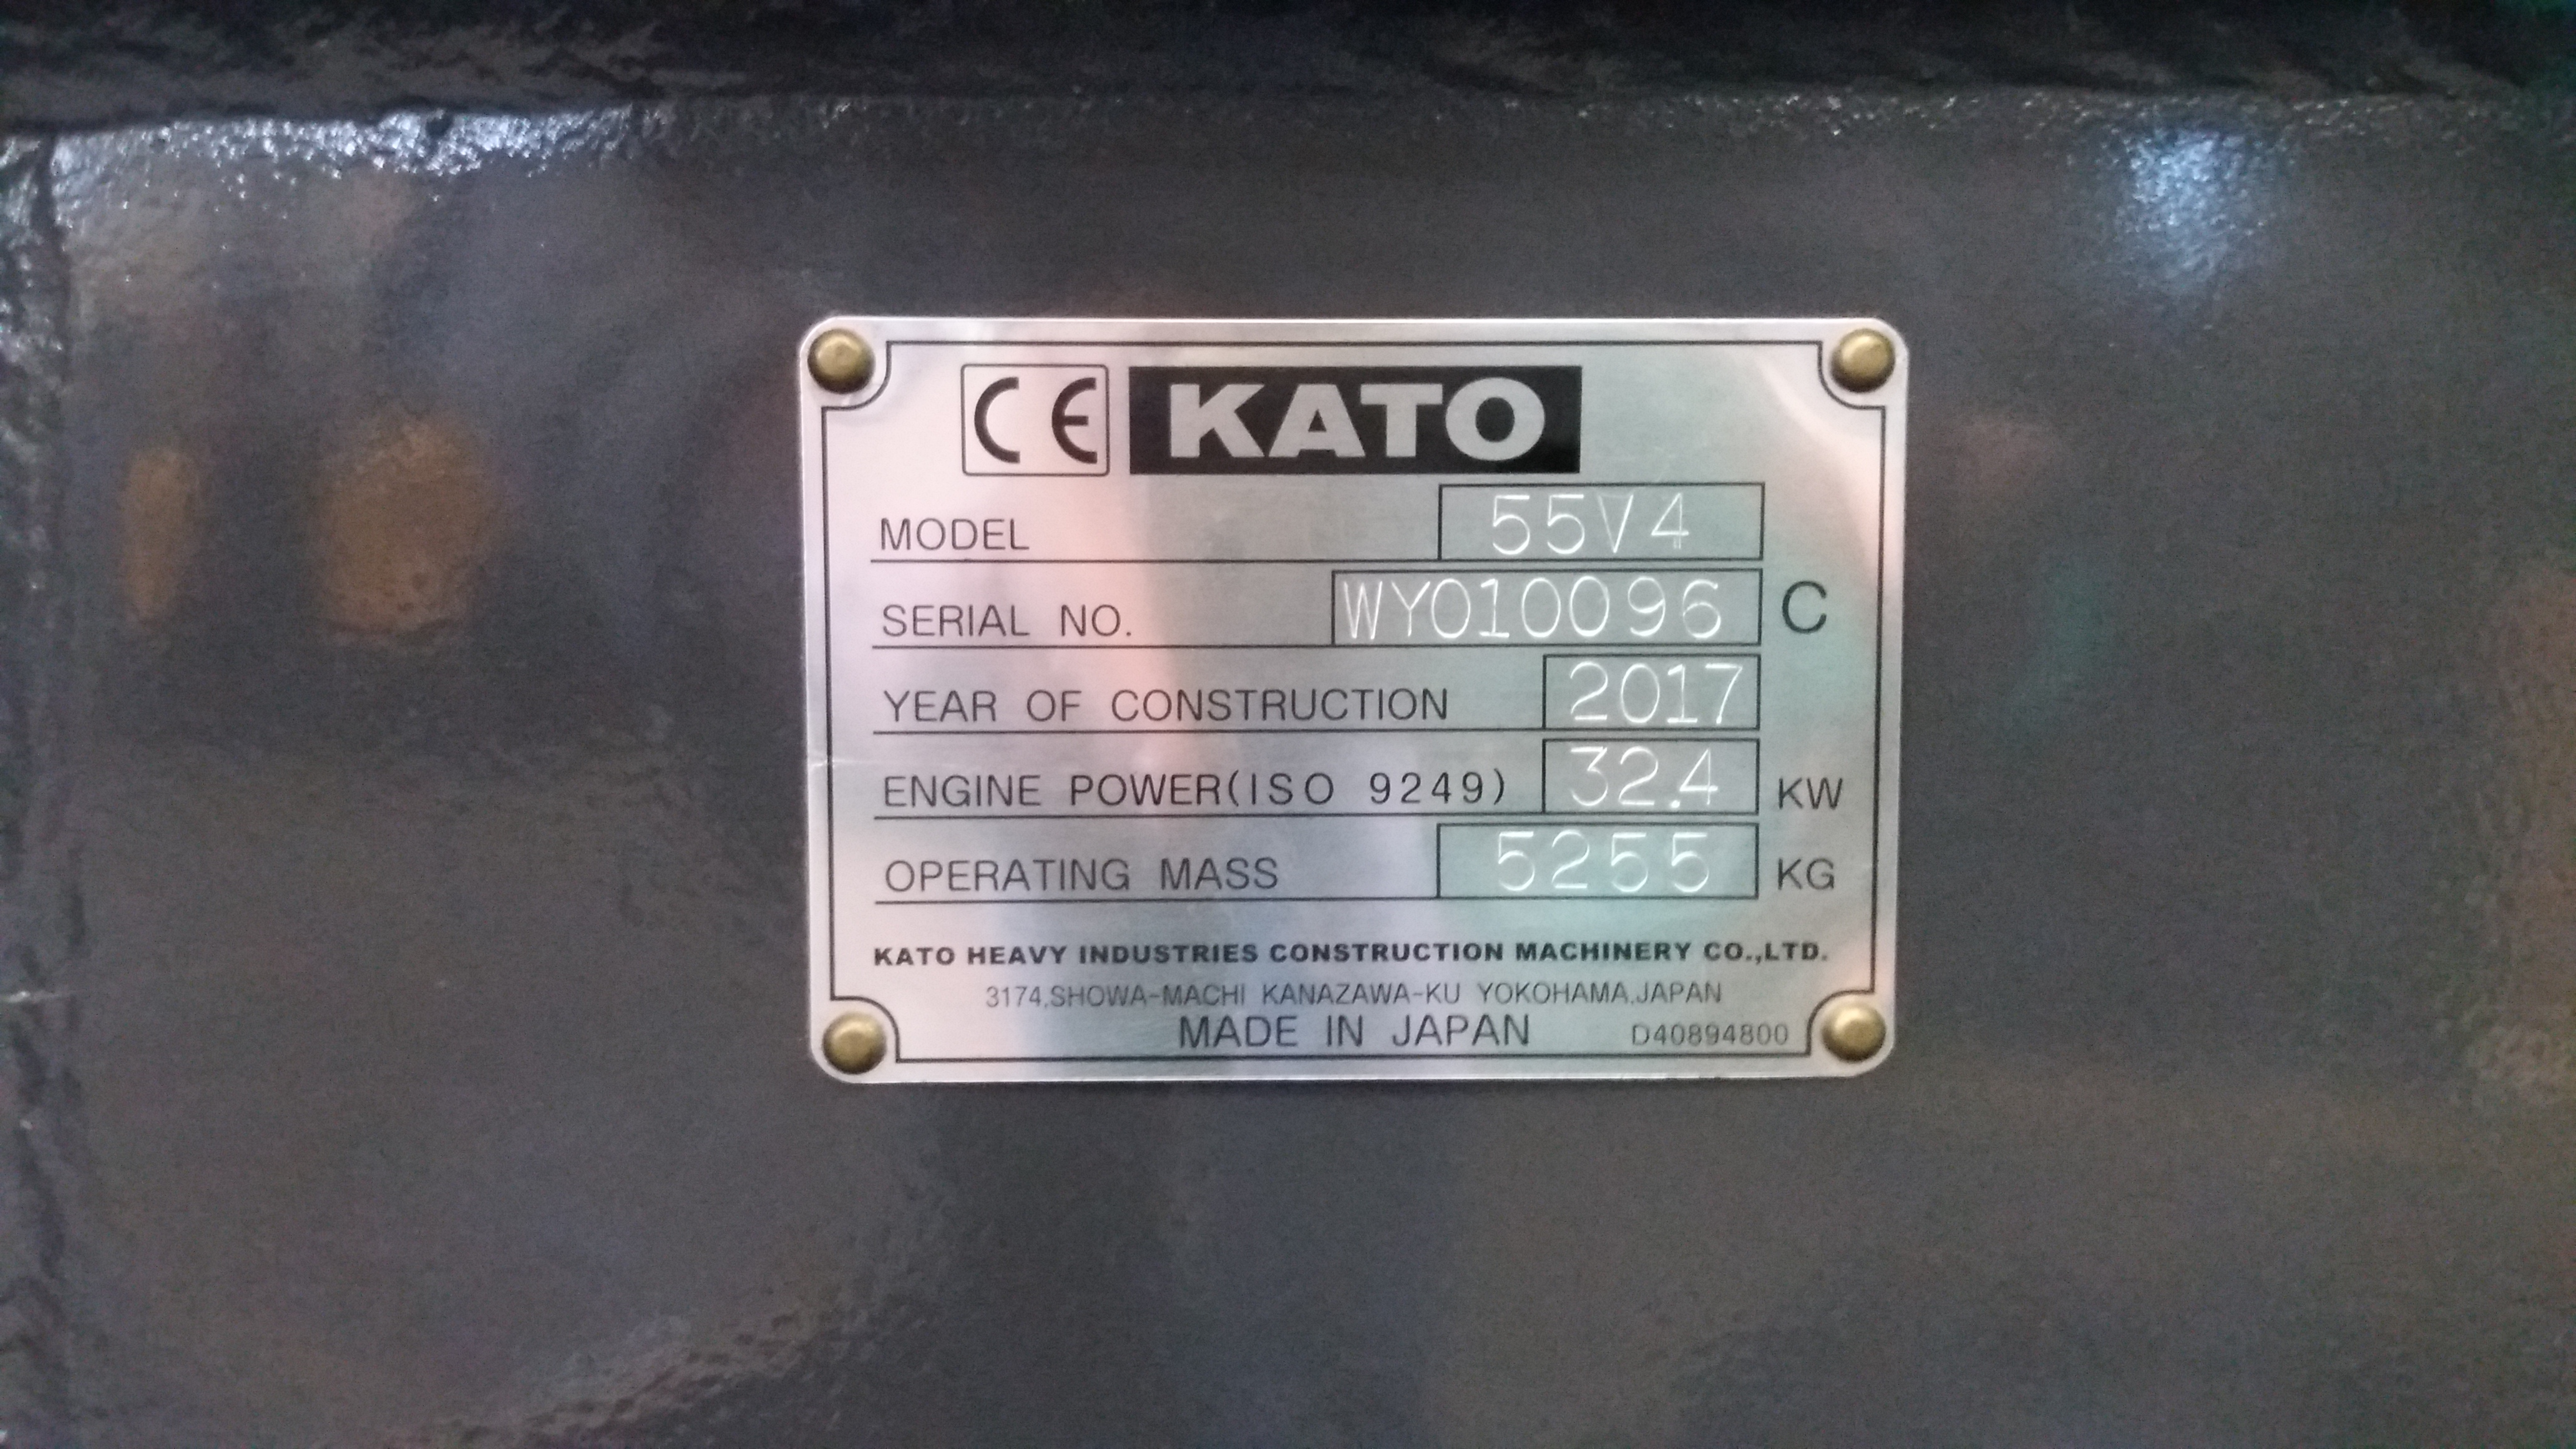 CE KATO
MODEL 55V4
SERIAL NO. WY010096 C
YEAR OF CONSTRUCTION 2017
ENGINE POWER(ISO 9249) 32.4 KW
OPERATING MASS 5255 KG
KATO HEAVY INDUSTRIES CONSTRUCTION MACHINERY CO.,LTD.
3174,SHOWA-MACHI KANAZAWA-KU YOKOHAMA.JAPAN
MADE IN JAPAN D40894800